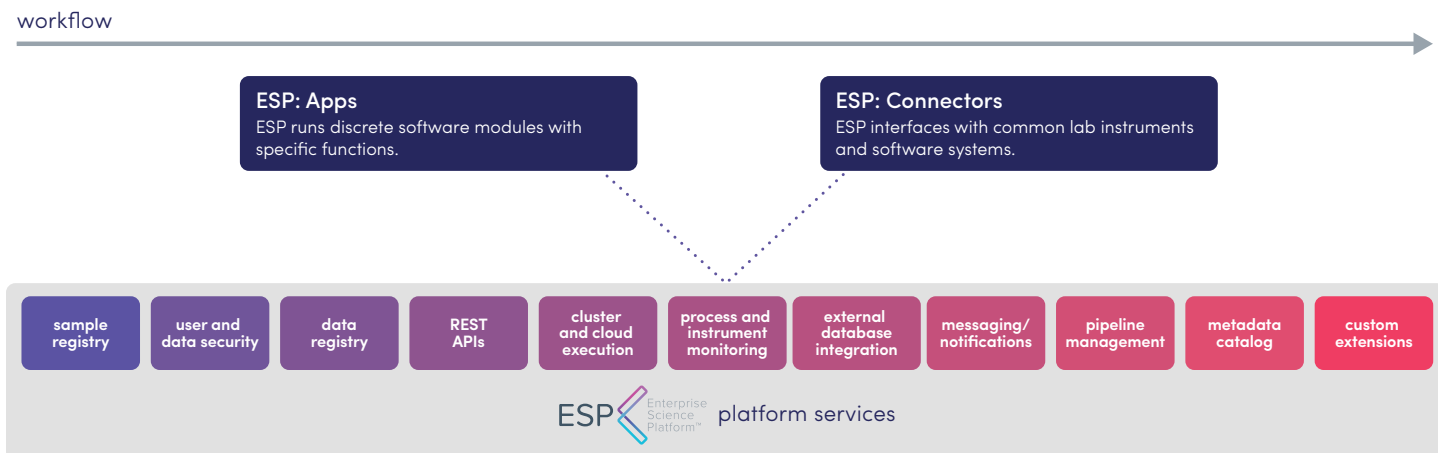 workflow
ESP: Apps
ESP runs discrete software modules with
specific functions.
ESP: Connectors
ESP interfaces with common lab instruments
and software systems.
sample
registry
user and
data security
data
registry
REST
APIs
cluster
and cloud
execution
process and
instrument
monitoring
external
database
integration
messaging/
notifications
pipeline
management
metadata
catalog
custom
extensions
ESP
Enterprise
Science
Platform™
platform services